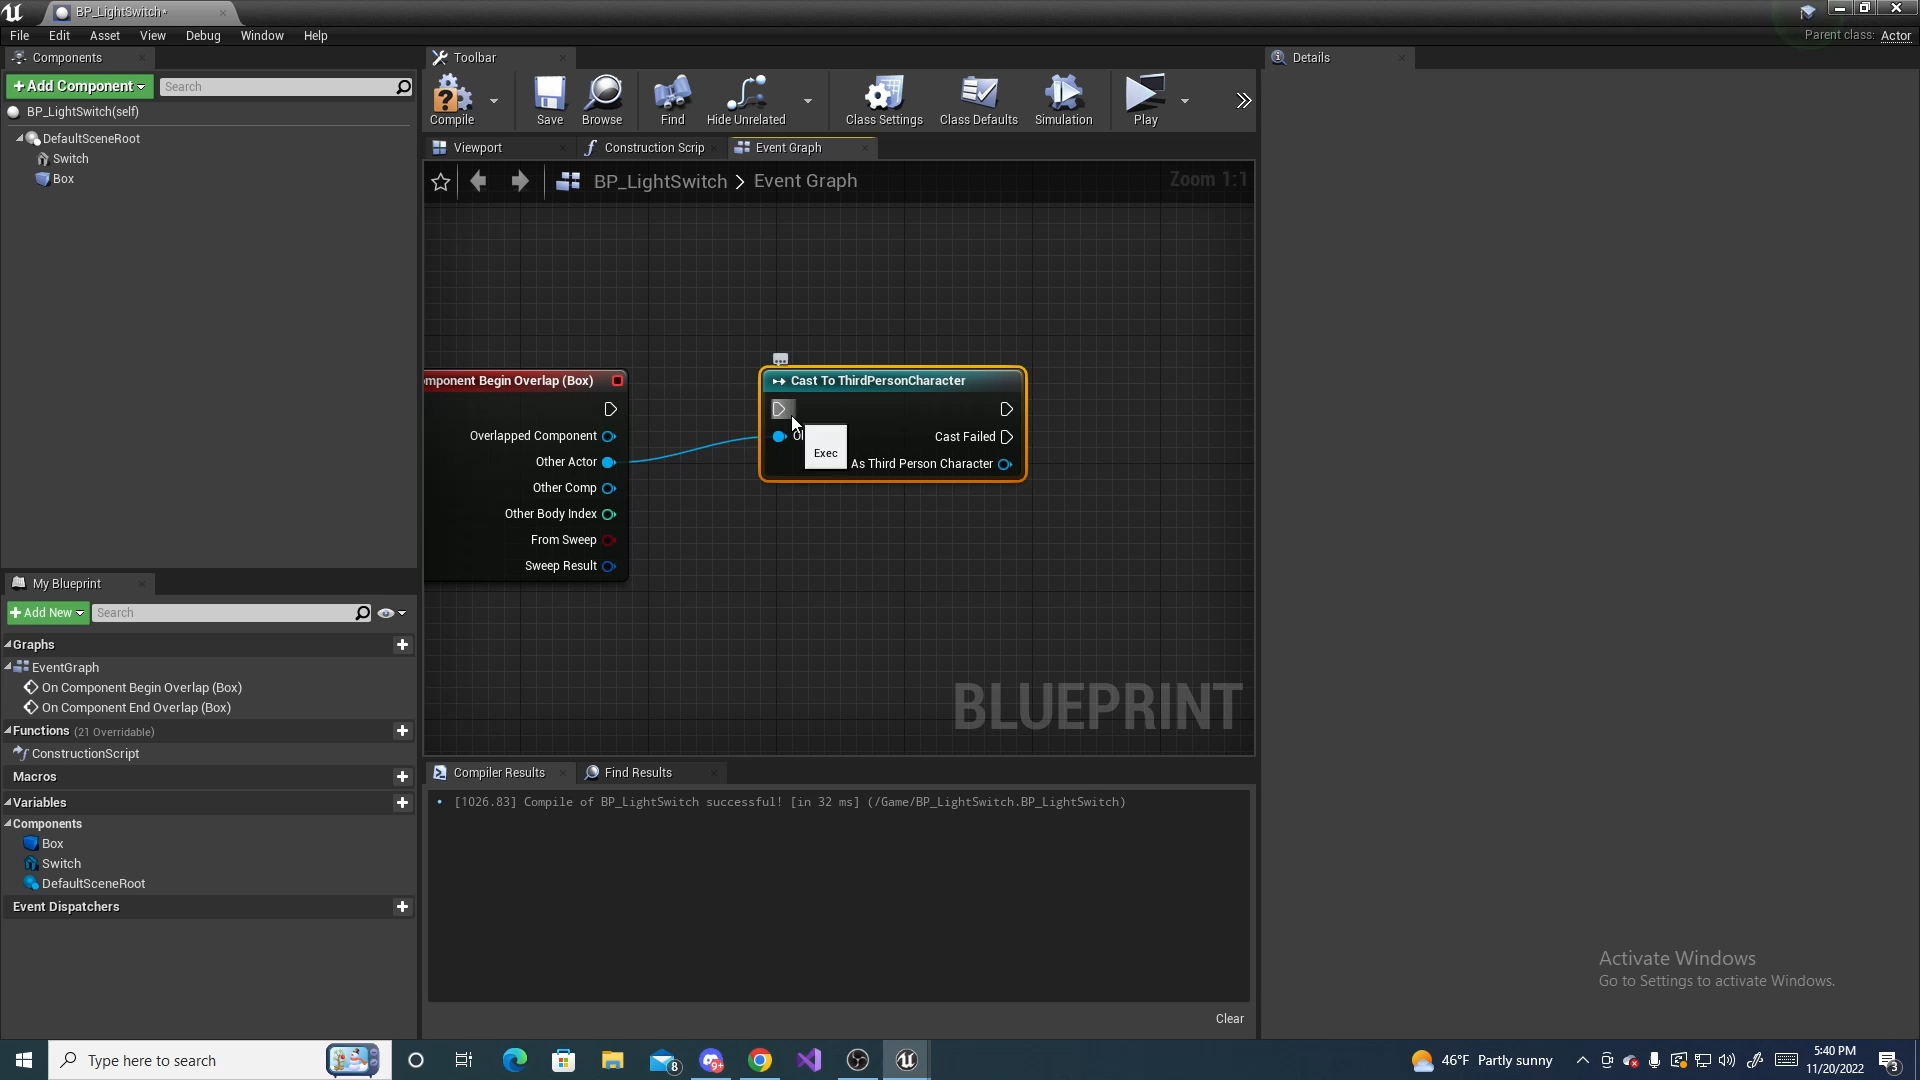 BP_LightSwitch*
File Edit Asset View Debug Window Help
Parent class: Actor
Components
+Add Component
Search
BP_LightSwitch(self)
DefaultSceneRoot
Switch
Box
Toolbar
Compile
Save
Browse
Find
Hide Unrelated
Class Settings
Class Defaults
Simulation
Play
Details
Viewport
Construction Scrip
Event Graph
BP_LightSwitch > Event Graph
Zoom 1:1
mponent Begin Overlap (Box)
Overlapped Component
Other Actor
Other Comp
Other Body Index
From Sweep
Sweep Result
Cast To ThirdPersonCharacter
Cast Failed
As Third Person Character
Exec
BLUEPRINT
My Blueprint
+Add New
Search
Graphs
EventGraph
On Component Begin Overlap (Box)
On Component End Overlap (Box)
Functions (21 Overridable)
ConstructionScript
Macros
Variables
Components
Box
Switch
DefaultSceneRoot
Event Dispatchers
Compiler Results
Find Results
[1026.83] Compile of BP_LightSwitch successful! [in 32 ms] (/Game/BP_LightSwitch.BP_LightSwitch)
Clear
Activate Windows
Go to Settings to activate Windows.
Type here to search
8
9+
46°F Partly sunny
5:40 PM
11/20/2022
3